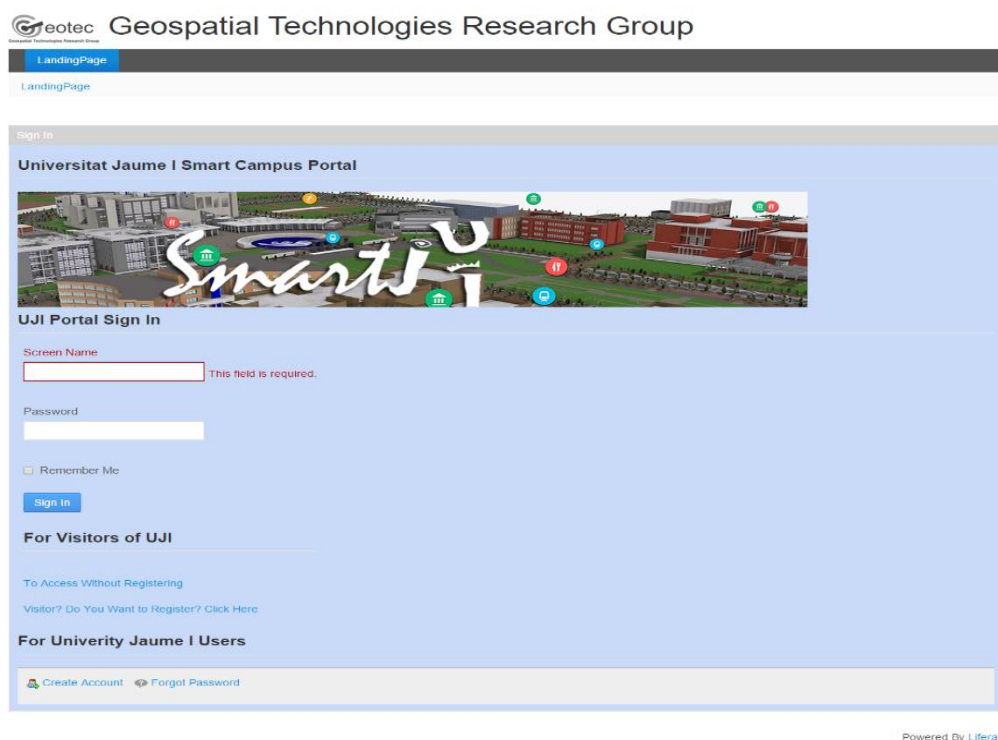 Geotec Geospatial Technologies Research Group
Geospatial Technologies Research Group
LandingPage
LandingPage
Sign In
Universitat Jaume I Smart Campus Portal
SmartUJI
UJI Portal Sign In
Screen Name
This field is required.
Password
Remember Me
Sign In
For Visitors of UJI
To Access Without Registering
Visitor? Do You Want to Register? Click Here
For Univerity Jaume I Users
Create Account Forgot Password
Powered By Lifera